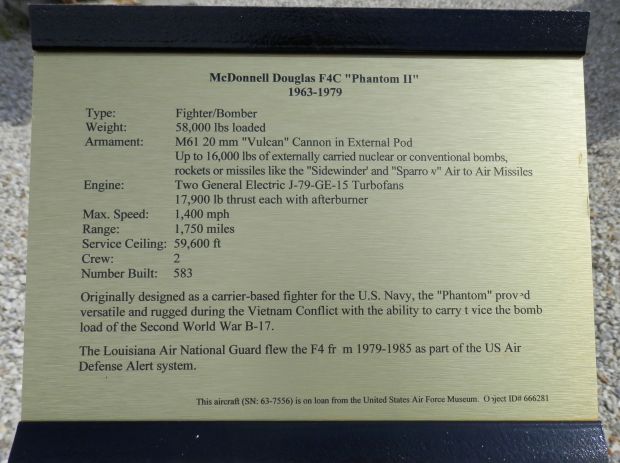 McDonnell Douglas F4C "Phantom II"
1963-1979
Type: Fighter/Bomber
Weight: 58,000 lbs loaded
Armament: M61 20 mm "Vulcan" Cannon in External Pod
Up to 16,000 lbs of externally carried nuclear or conventional bombs,
rockets or missiles like the "Sidewinder' and "Sparrow" Air to Air Missiles
Engine: Two General Electric J-79-GE-15 Turbofans
17,900 lb thrust each with afterburner
Max. Speed: 1,400 mph
Range: 1,750 miles
Service Ceiling: 59,600 ft
Crew: 2
Number Built: 583
Originally designed as a carrier-based fighter for the U.S. Navy, the "Phantom" proved
versatile and rugged during the Vietnam Conflict with the ability to carry twice the bomb
load of the Second World War B-17.
The Louisiana Air National Guard flew the F4 fr m 1979-1985 as part of the US Air
Defense Alert system.
This aircraft (SN: 63-7556) is on loan from the United States Air Force Museum. Object ID# 666281